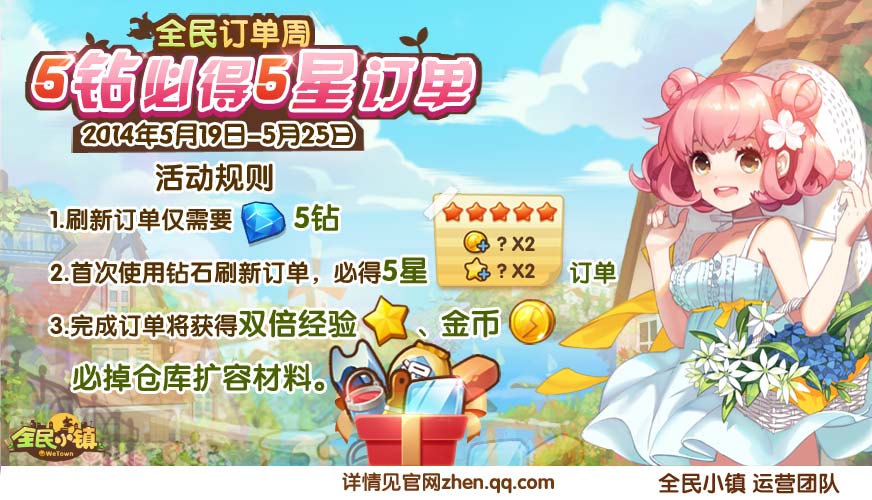 全民订单周
5钻必得5星订单
2014年5月19日-5月25日
活动规则
1.刷新订单仅需要 5钻
? X2
2.首次使用钻石刷新订单，必得5星 订单
? X2
3.完成订单将获得双倍经验 、金币
必掉仓库扩容材料。
全民小镇
WeTown
详情见官网zhen.qq.com
全民小镇 运营团队